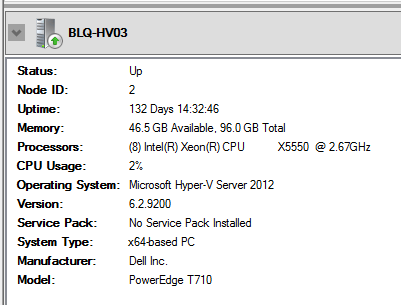 BLQ-HV03
Status: Up
Node ID: 2
Uptime: 132 Days 14:32:46
Memory: 46.5 GB Available, 96.0 GB Total
Processors: (8) Intel(R) Xeon(R) CPU X5550 @ 2.67GHz
CPU Usage: 2%
Operating System: Microsoft Hyper-V Server 2012
Version: 6.2.9200
Service Pack: No Service Pack Installed
System Type: x64-based PC
Manufacturer: Dell Inc.
Model: PowerEdge T710